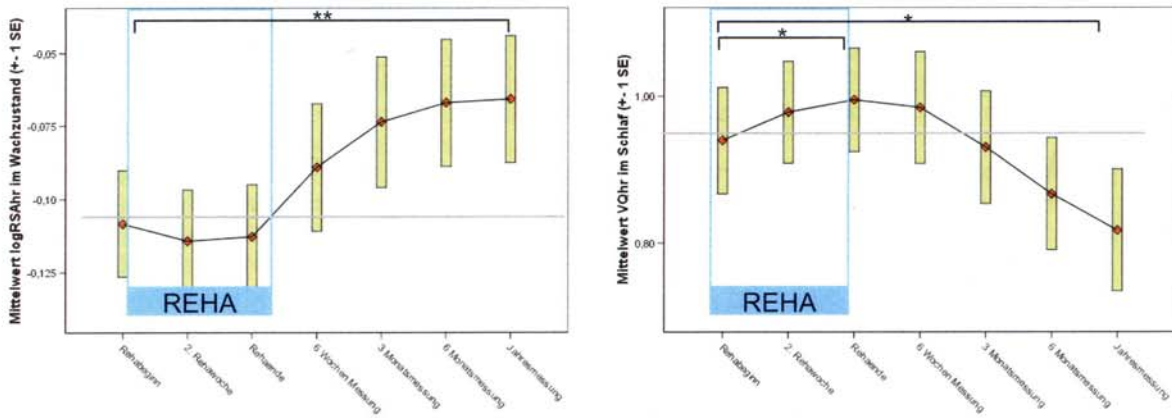 Mittelwert logRSAhr im Wachzustand (+- 1 SE)
-0,05
-0,075
-0,10
-0,125
**
REHA
Rehabeginn
2. Rehawoche
Rehaende
6 Wochen Messung
3 Monatsmessung
6 Monatsmessung
Jahresmessung
Mittelwert VQhr im Schlaf (+- 1 SE)
1,00
0,80
*
*
REHA
Rehabeginn
2. Rehawoche
Rehaende
6 Wochen Messung
3 Monatsmessung
6 Monatsmessung
Jahresmessung